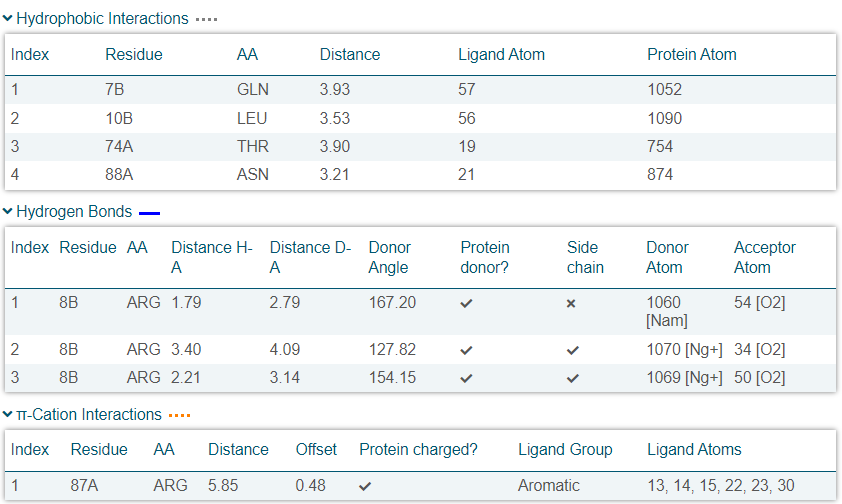 Hydrophobic Interactions
Index Residue AA Distance Ligand Atom Protein Atom
1 7B GLN 3.93 57 1052
2 10B LEU 3.53 56 1090
3 74A THR 3.90 19 754
4 88A ASN 3.21 21 874
Hydrogen Bonds
Index Residue AA Distance H- Distance D- Donor Protein Side Donor Acceptor
A A Angle donor? chain Atom Atom
1 8B ARG 1.79 2.79 167.20 ✔ ✖ 1060 54 [O2]
[Nam]
2 8B ARG 3.40 4.09 127.82 ✔ ✔ 1070 [Ng+] 34 [O2]
3 8B ARG 2.21 3.14 154.15 ✔ ✔ 1069 [Ng+] 50 [O2]
π-Cation Interactions
Index Residue AA Distance Offset Protein charged? Ligand Group Ligand Atoms
1 87A ARG 5.85 0.48 ✔ Aromatic 13, 14, 15, 22, 23, 30